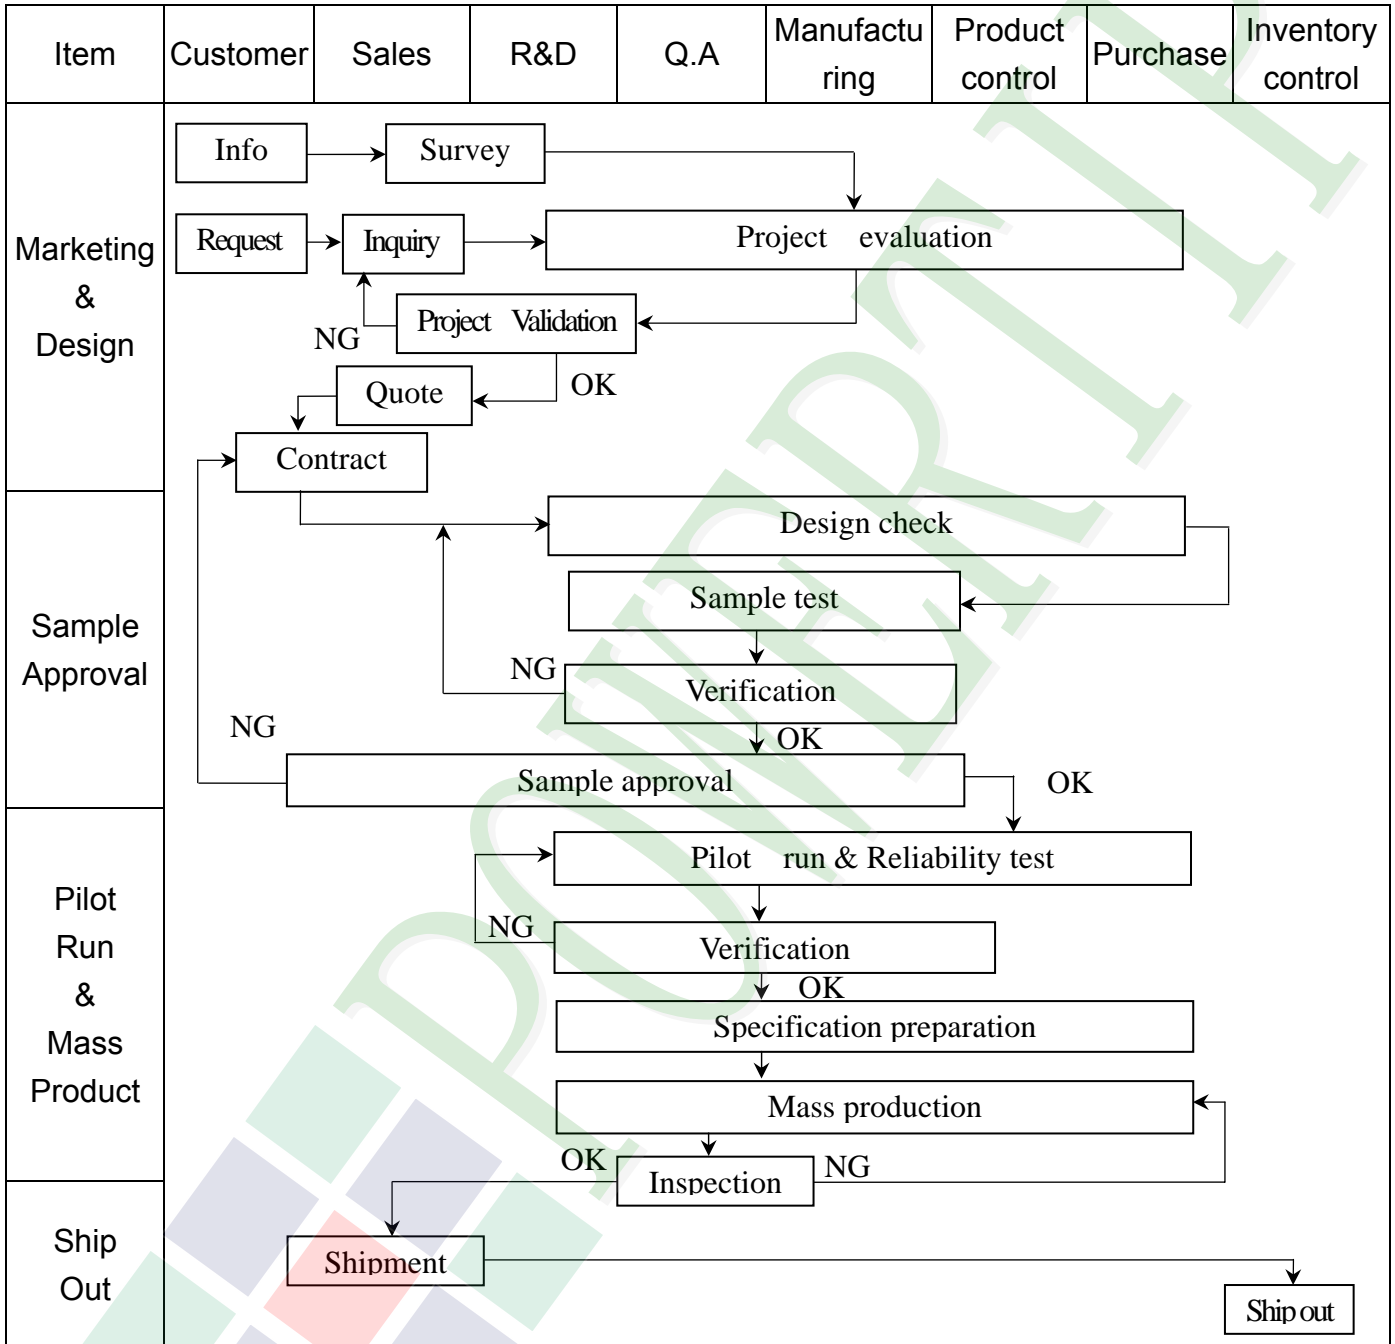 Item Customer Sales R&D Q.A Manufactu
ring Product
control Purchase Inventory
control
Marketing
&
Design
Info Survey
Request Inquiry Project evaluation
Project Validation
NG
OK
Quote
Contract
Sample
Approval
Design check
Sample test
NG
Verification
OK
NG
Sample approval
OK
Pilot
Run
&
Mass
Product
Pilot run & Reliability test
NG
Verification
OK
Specification preparation
Mass production
OK
Inspection
NG
Ship
Out
Shipment
Ship out
POWERTIP